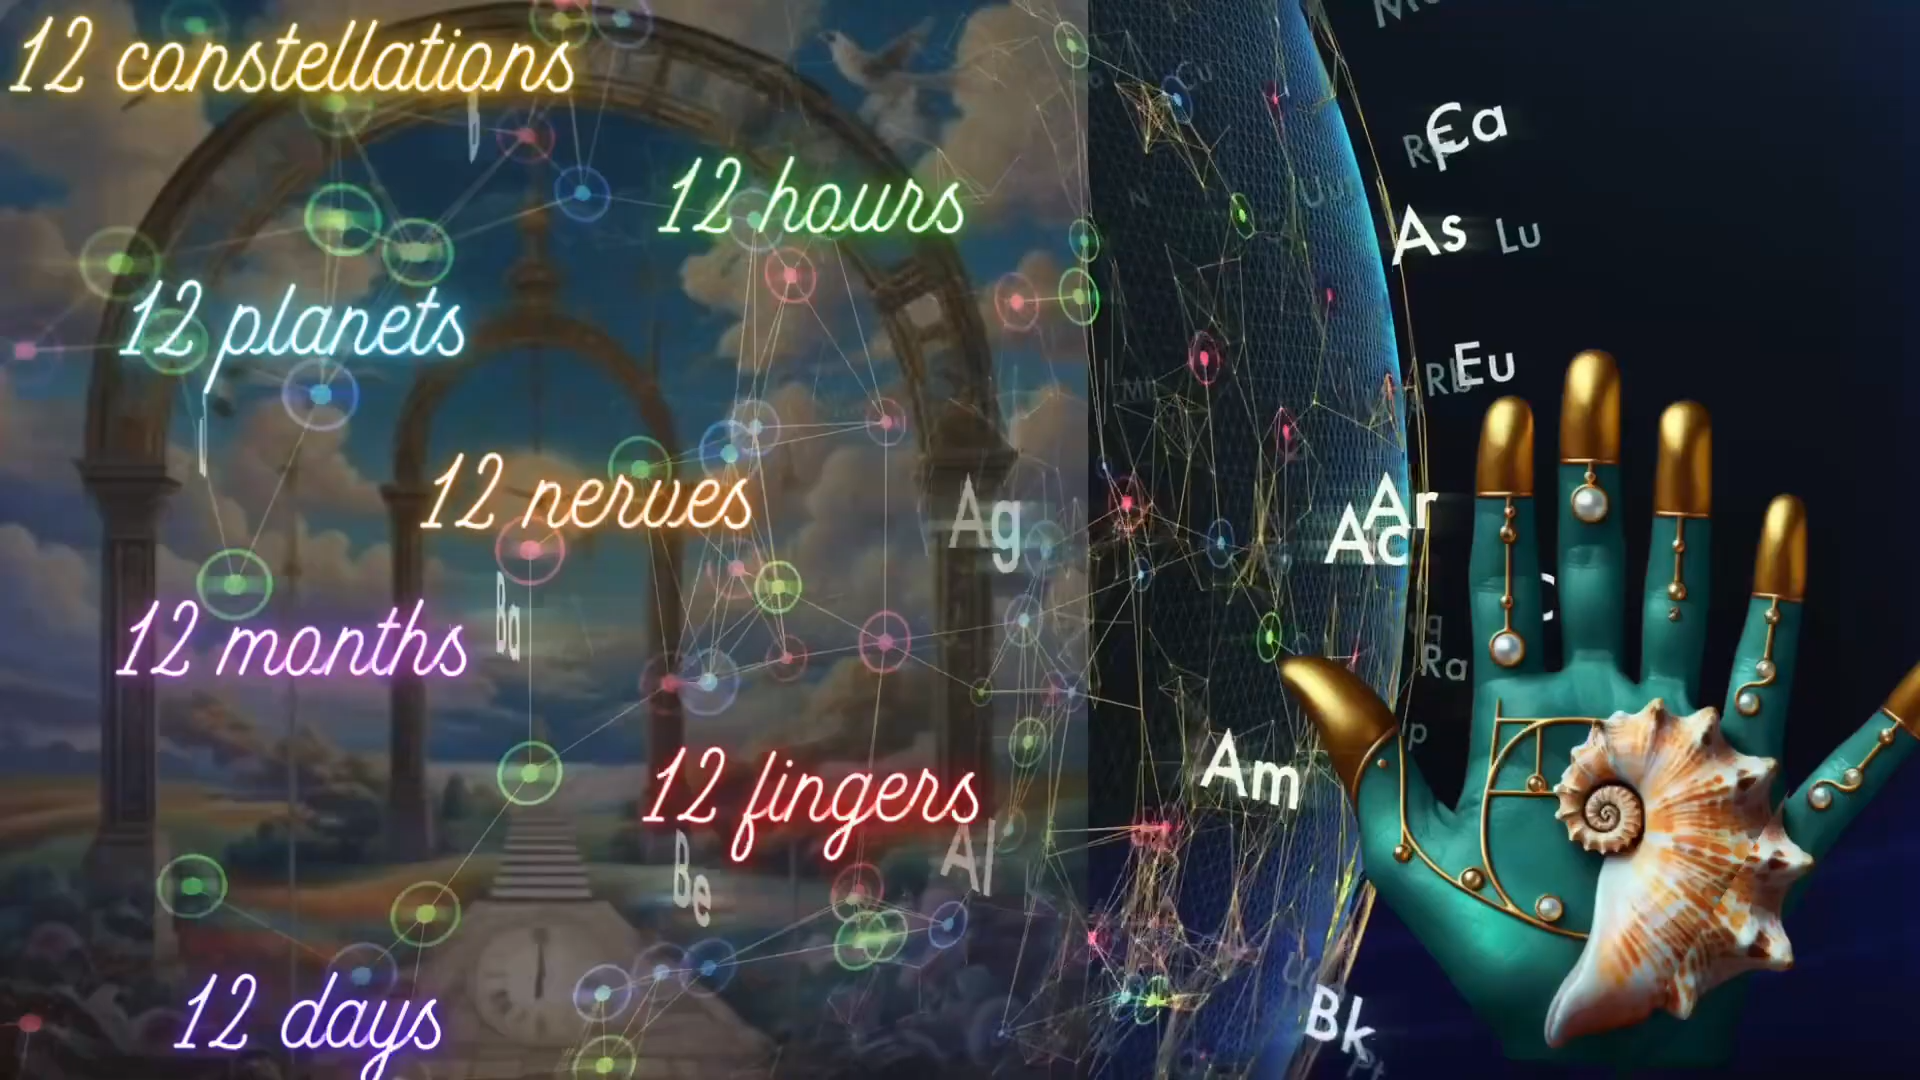 12 constellations
12 hours
12 planets
12 nerves
12 months
12 fingers
12 days
Ca
As
Lu
Eu
Ag
Ar
Ac
Ba
Ra
Am
Be
Al
Bk
Cu